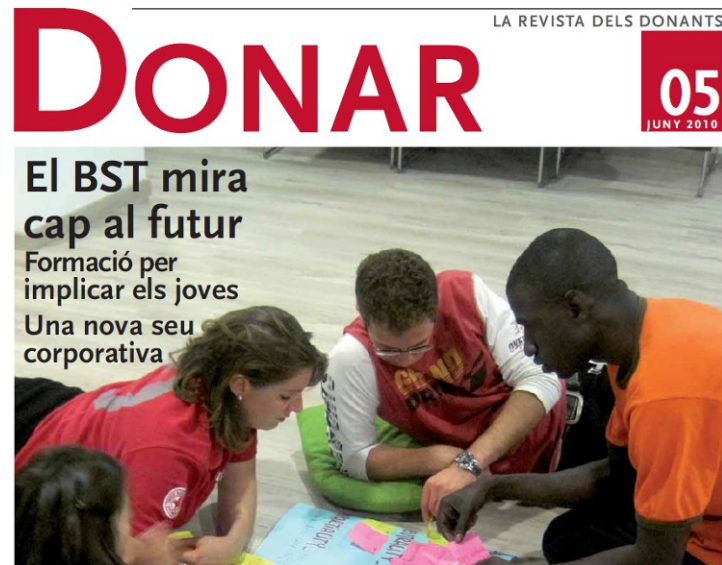 LA REVISTA DELS DONANTS
DONAR
05
JUNY 2010
El BST mira
cap al futur
Formació per
implicar els joves
Una nova seu
corporativa
GRAND